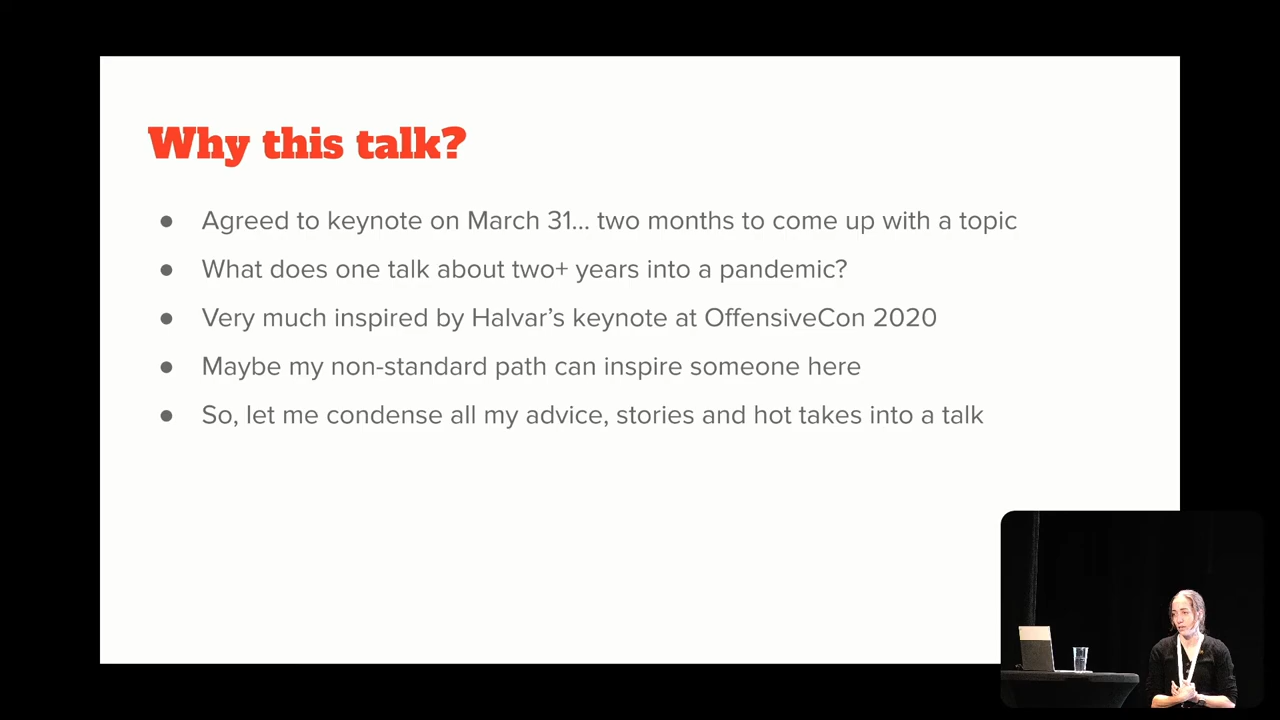 Why this talk?
● Agreed to keynote on March 31... two months to come up with a topic
● What does one talk about two+ years into a pandemic?
● Very much inspired by Halvar’s keynote at OffensiveCon 2020
● Maybe my non-standard path can inspire someone here
● So, let me condense all my advice, stories and hot takes into a talk